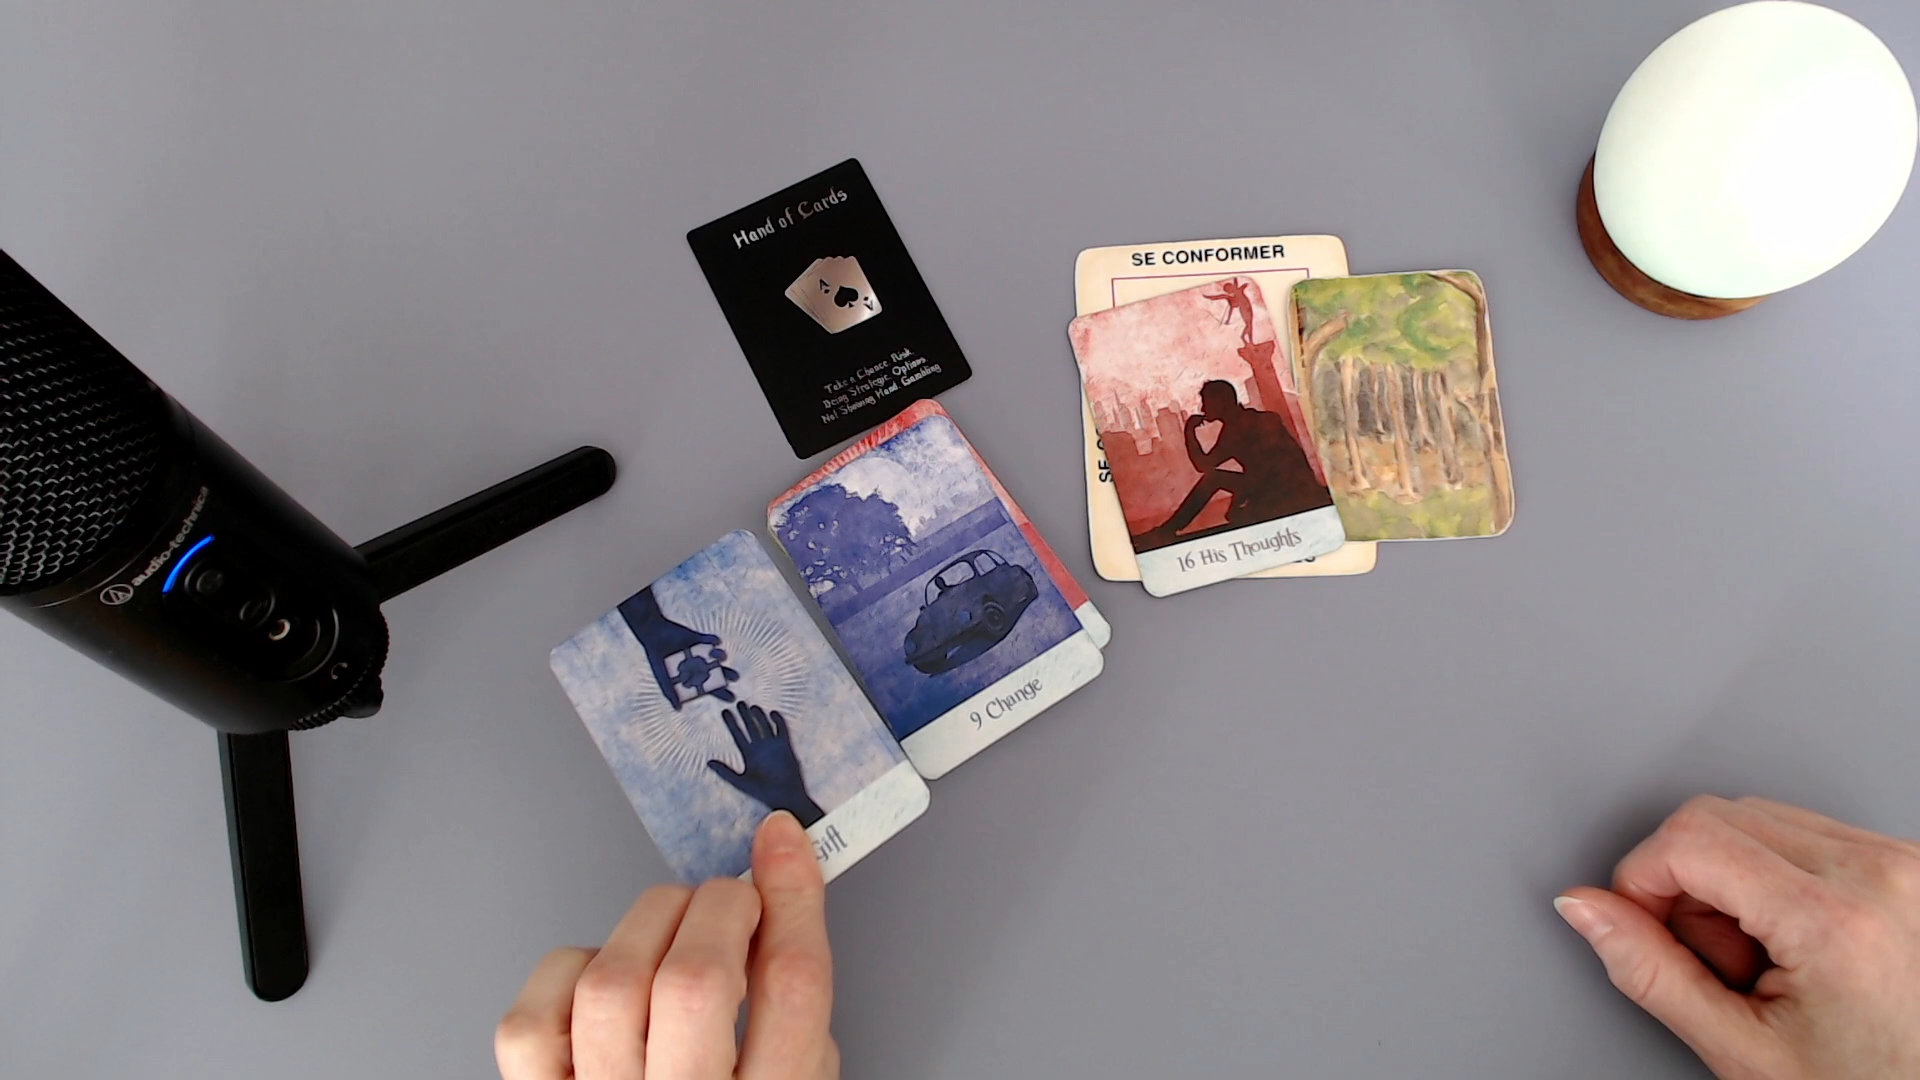 Hand of Cards
A
A
Take a Chance. Risk.
Being Strategic. Options.
Not Showing Hand. Gambling
SE CONFORMER
16 His Thoughts
9 Change
Gift
audio-technica